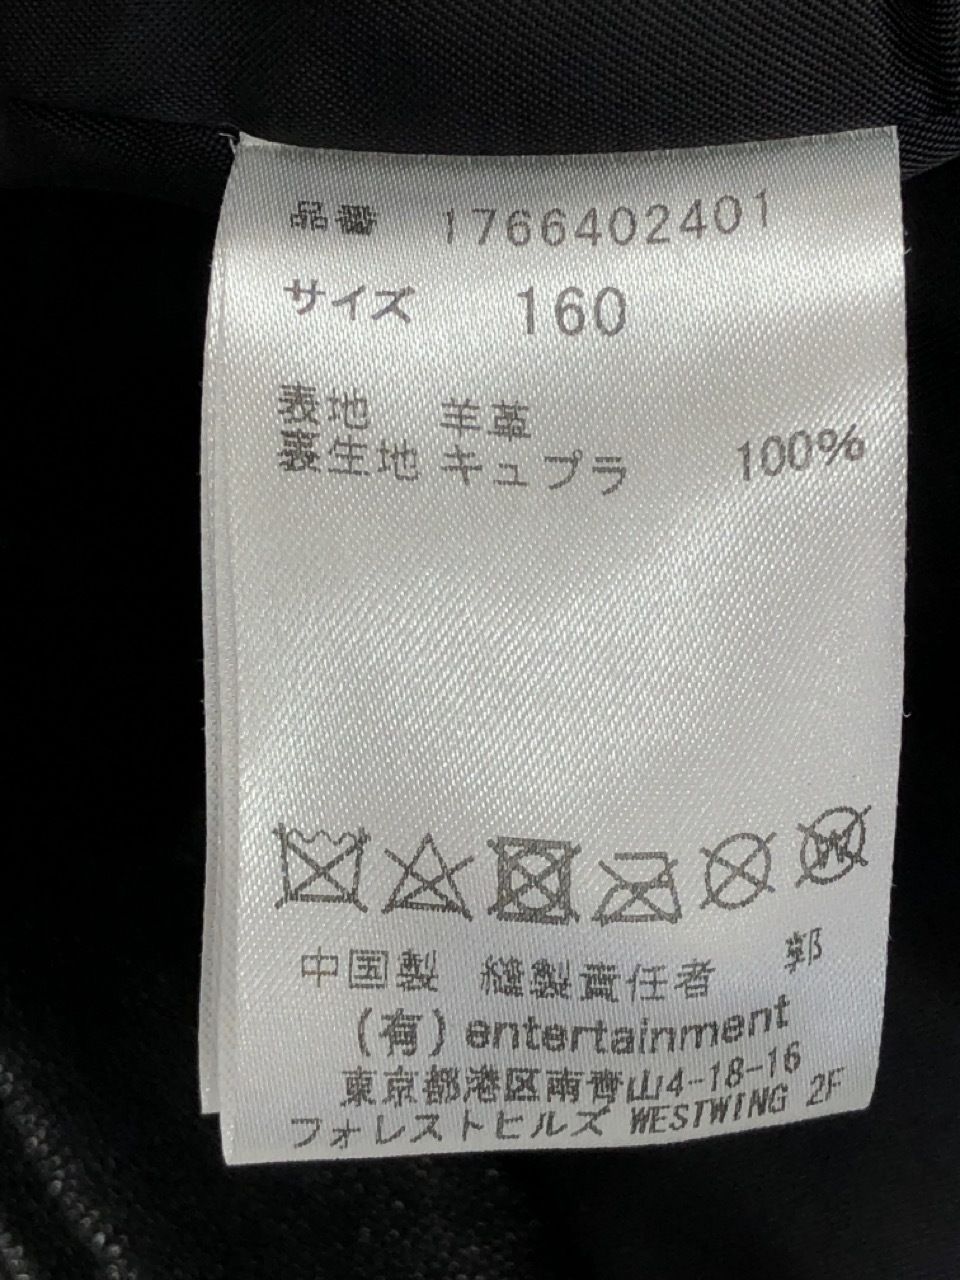 品番 1766402401
サイズ 160
表地 羊革
裏生地 キュプラ 100%
W
中国製 縫製責任者 郭
(有) entertainment
東京都港区南青山4-18-16
フォレストヒルズ WESTWING 2F